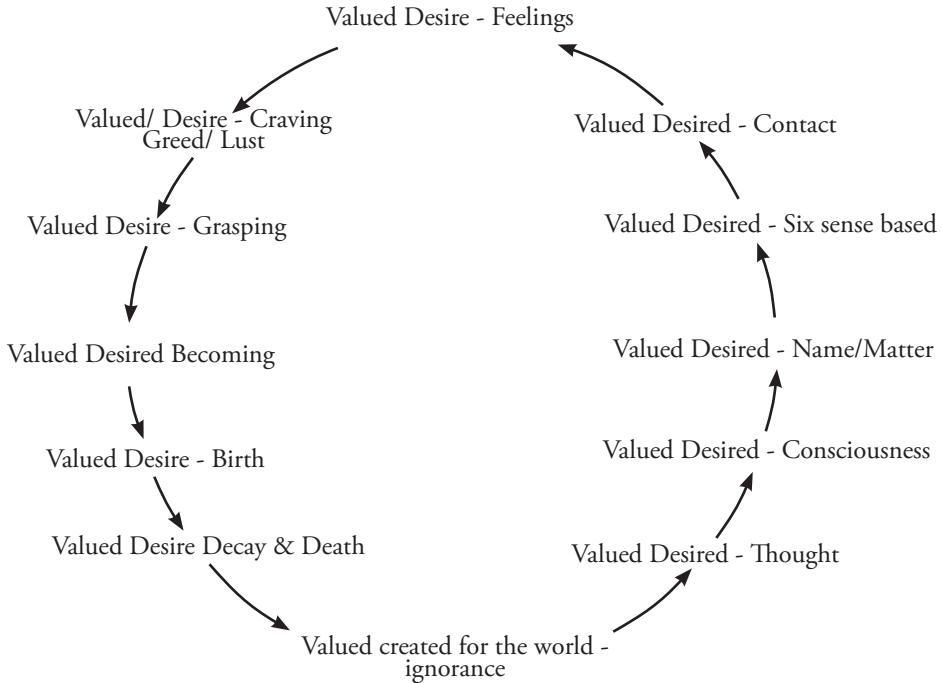 Valued Desire - Feelings
Valued/ Desire - Craving
Greed/ Lust
Valued Desired - Contact
Valued Desire - Grasping
Valued Desired - Six sense based
Valued Desired Becoming
Valued Desired - Name/Matter
Valued Desire - Birth
Valued Desired - Consciousness
Valued Desire Decay & Death
Valued Desired - Thought
Valued created for the world -
ignorance